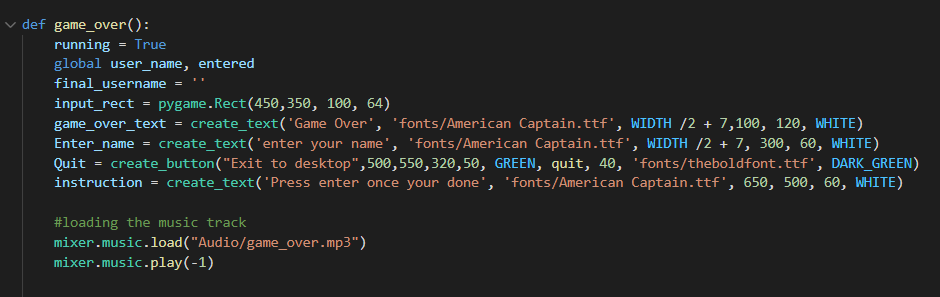 def game_over():
running = True
global user_name, entered
final_username = ''
input_rect = pygame.Rect(450,350, 100, 64)
game_over_text = create_text('Game Over', 'fonts/American Captain.ttf', WIDTH /2 + 7,100, 120, WHITE)
Enter_name = create_text('enter your name', 'fonts/American Captain.ttf', WIDTH /2 + 7, 300, 60, WHITE)
Quit = create_button("Exit to desktop",500,550,320,50, GREEN, quit, 40, 'fonts/theboldfont.ttf', DARK_GREEN)
instruction = create_text('Press enter once your done', 'fonts/American Captain.ttf', 650, 500, 60, WHITE)
#loading the music track
mixer.music.load("Audio/game_over.mp3")
mixer.music.play(-1)